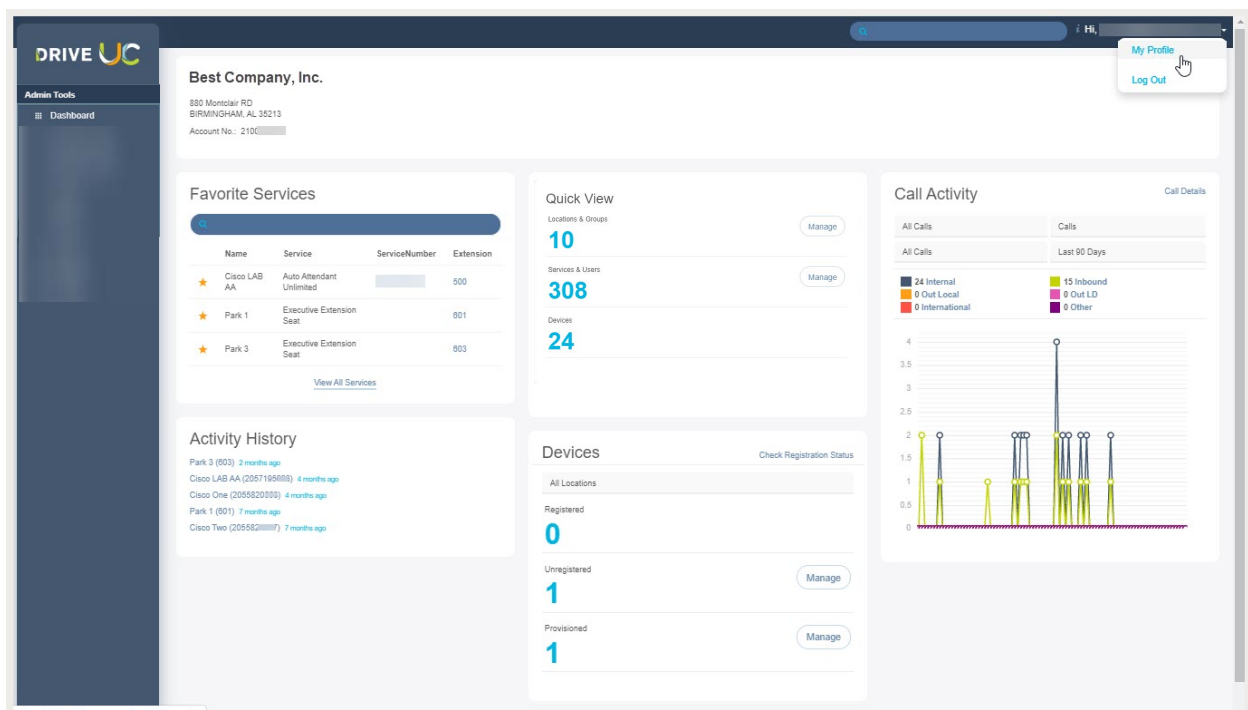 DRIVE UC
Hi,
My Profile
Log Out
Admin Tools
Dashboard
Best Company, Inc.
880 Montclair RD
BIRMINGHAM, AL 35213
Account No.: 210
Favorite Services
Name Service ServiceNumber Extension
Cisco LAB AA Auto Attendant Unlimited 500
Park 1 Executive Extension Seat 601
Park 3 Executive Extension Seat 603
View All Services
Activity History
Park 3 (603) 2 months ago
Cisco LAB AA (2057195 4 months ago
Cisco One (2055820 4 months ago
Park 1 (601) 7 months ago
Cisco Two (205582 7 months ago
Quick View
Locations & Groups
10
Manage
Services & Users
308
Manage
Devices
24
Devices
Check Registration Status
All Locations
Registered
0
Unregistered
1
Manage
Provisioned
1
Manage
Call Activity
Call Details
All Calls Calls
All Calls Last 90 Days
24 Internal 15 Inbound
0 Out Local 0 Out LD
0 International 0 Other
4
3.5
3
2.5
2
1.5
1
0.5
0